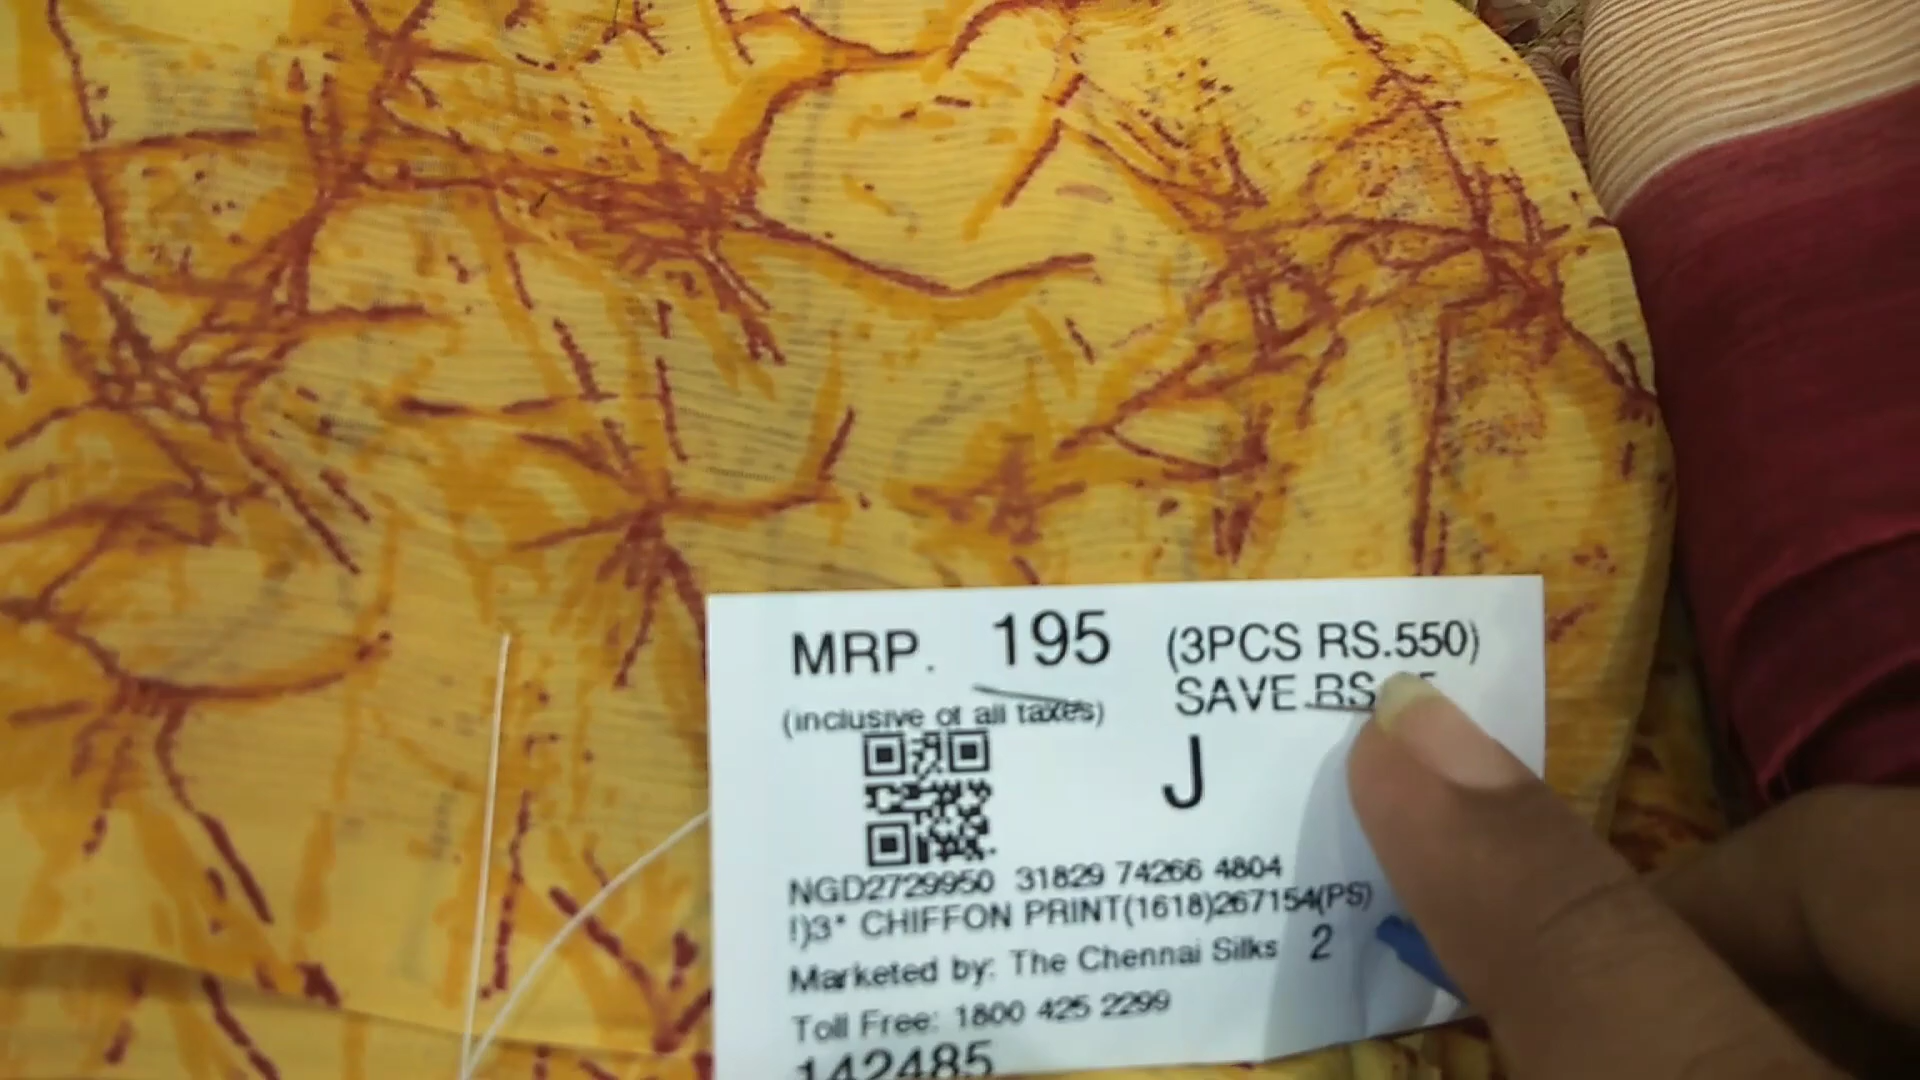 MRP. 195 (3PCS RS.550)
(inclusive of all taxes) SAVE RS.
J
NGD2729950 31829 74266 4804
!)3* CHIFFON PRINT(1618)267154(PS)
Marketed by: The Chennai Silks 2
Toll Free: 1800 425 2299
142485